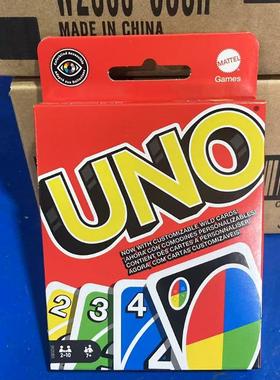 MADE IN CHINA
MATTEL
Games
UNO
NOW WITH CUSTOMIZABLE WILD CARDS.
¡AHORA CON COMODINES PERSONALIZABLES!
CONTIENT DES CARTES À PERSONNALISER!
AGORA COM CARTAS CUSTOMIZÁVEIS!
2
3
4
2-10
7+